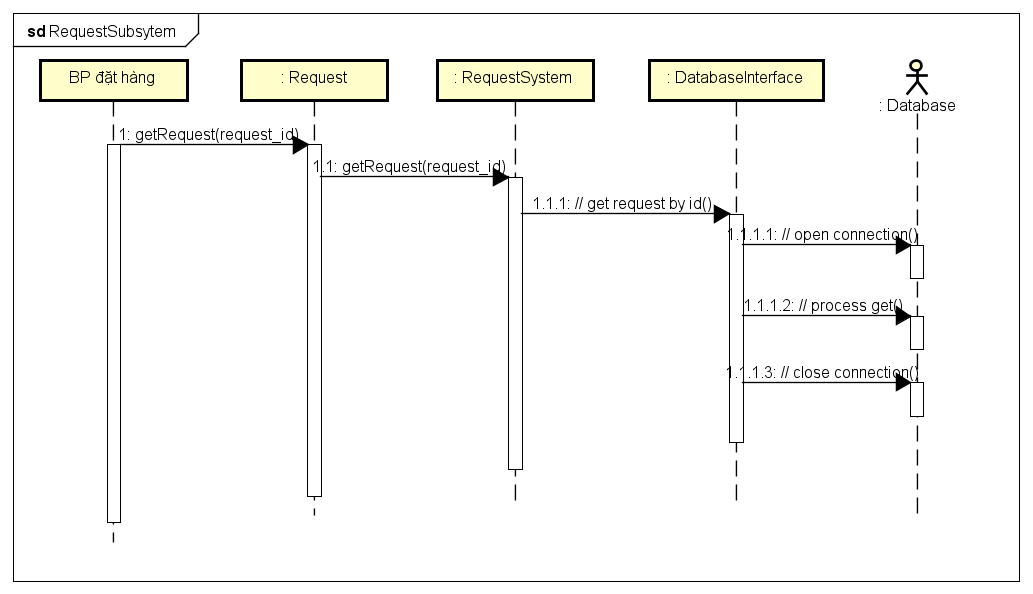 sd RequestSubsytem
BP đặt hàng
: Request
: RequestSystem
: DatabaseInterface
: Database
1: getRequest(request_id)
1.1: getRequest(request_id)
1.1.1: // get request by id()
1.1.1.1: // open connection()
1.1.1.2: // process get()
1.1.1.3: // close connection()